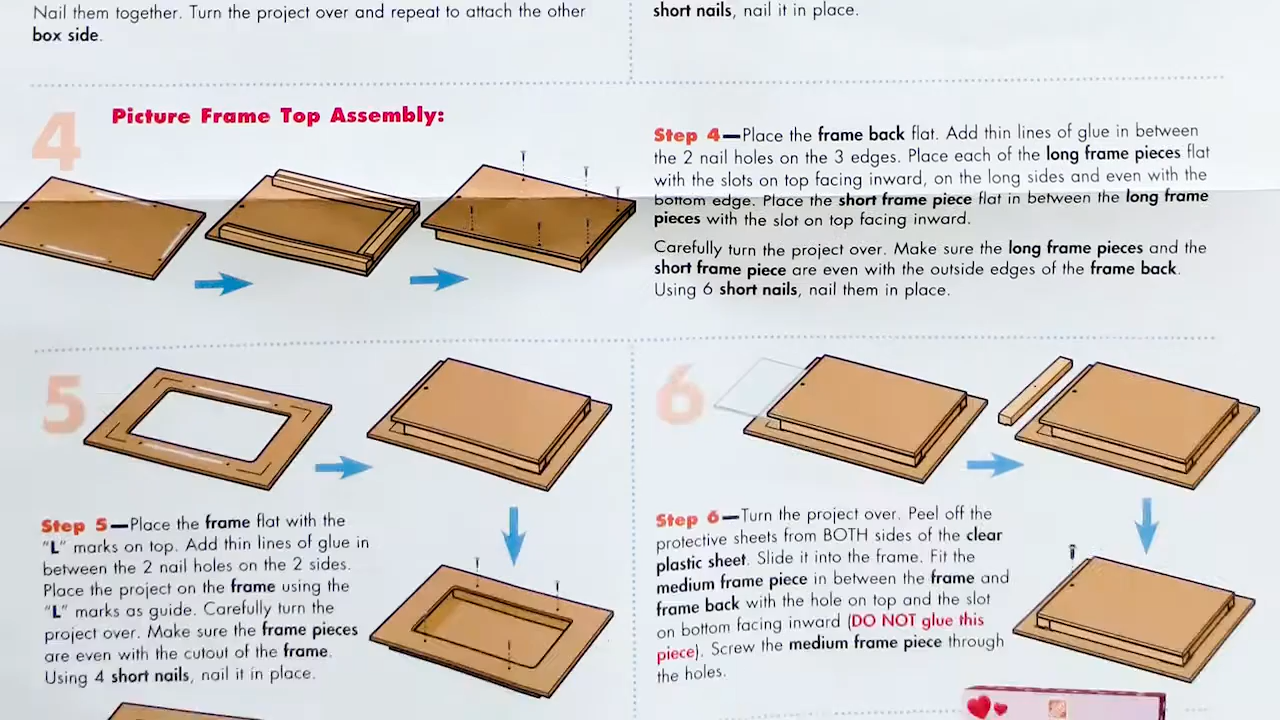 Nail them together. Turn the project over and repeat to attach the other
box side.
short nails, nail it in place.
4
Picture Frame Top Assembly:
Step 4—Place the frame back flat. Add thin lines of glue in between
the 2 nail holes on the 3 edges. Place each of the long frame pieces flat
with the slots on top facing inward, on the long sides and even with the
bottom edge. Place the short frame piece flat in between the long frame
pieces with the slot on top facing inward.
Carefully turn the project over. Make sure the long frame pieces and the
short frame piece are even with the outside edges of the frame back.
Using 6 short nails, nail them in place.
5
Step 5—Place the frame flat with the
“L” marks on top. Add thin lines of glue in
between the 2 nail holes on the 2 sides.
Place the project on the frame using the
“L” marks as guide. Carefully turn the
project over. Make sure the frame pieces
are even with the cutout of the frame.
Using 4 short nails, nail it in place.
6
Step 6—Turn the project over. Peel off the
protective sheets from BOTH sides of the clear
plastic sheet. Slide it into the frame. Fit the
medium frame piece in between the frame and
frame back with the hole on top and the slot
on bottom facing inward (DO NOT glue this
piece). Screw the medium frame piece through
the holes.